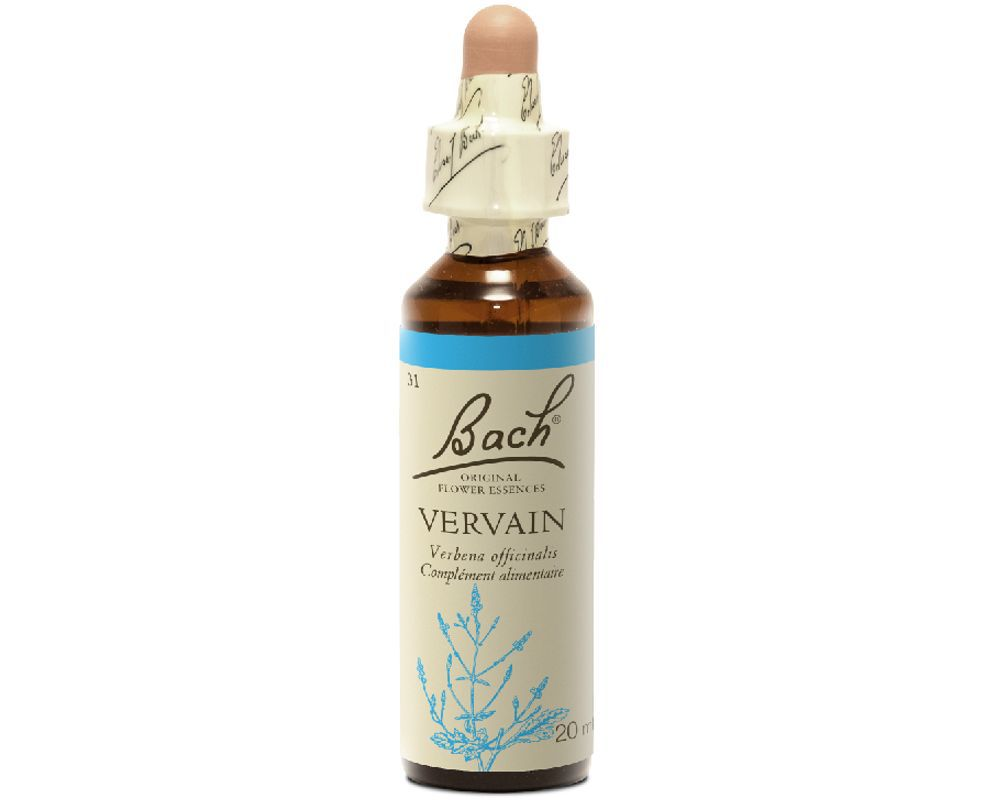 31
Bach®
ORIGINAL
FLOWER ESSENCES
VERVAIN
Verbena officinalis
Complément alimentaire
20 ml